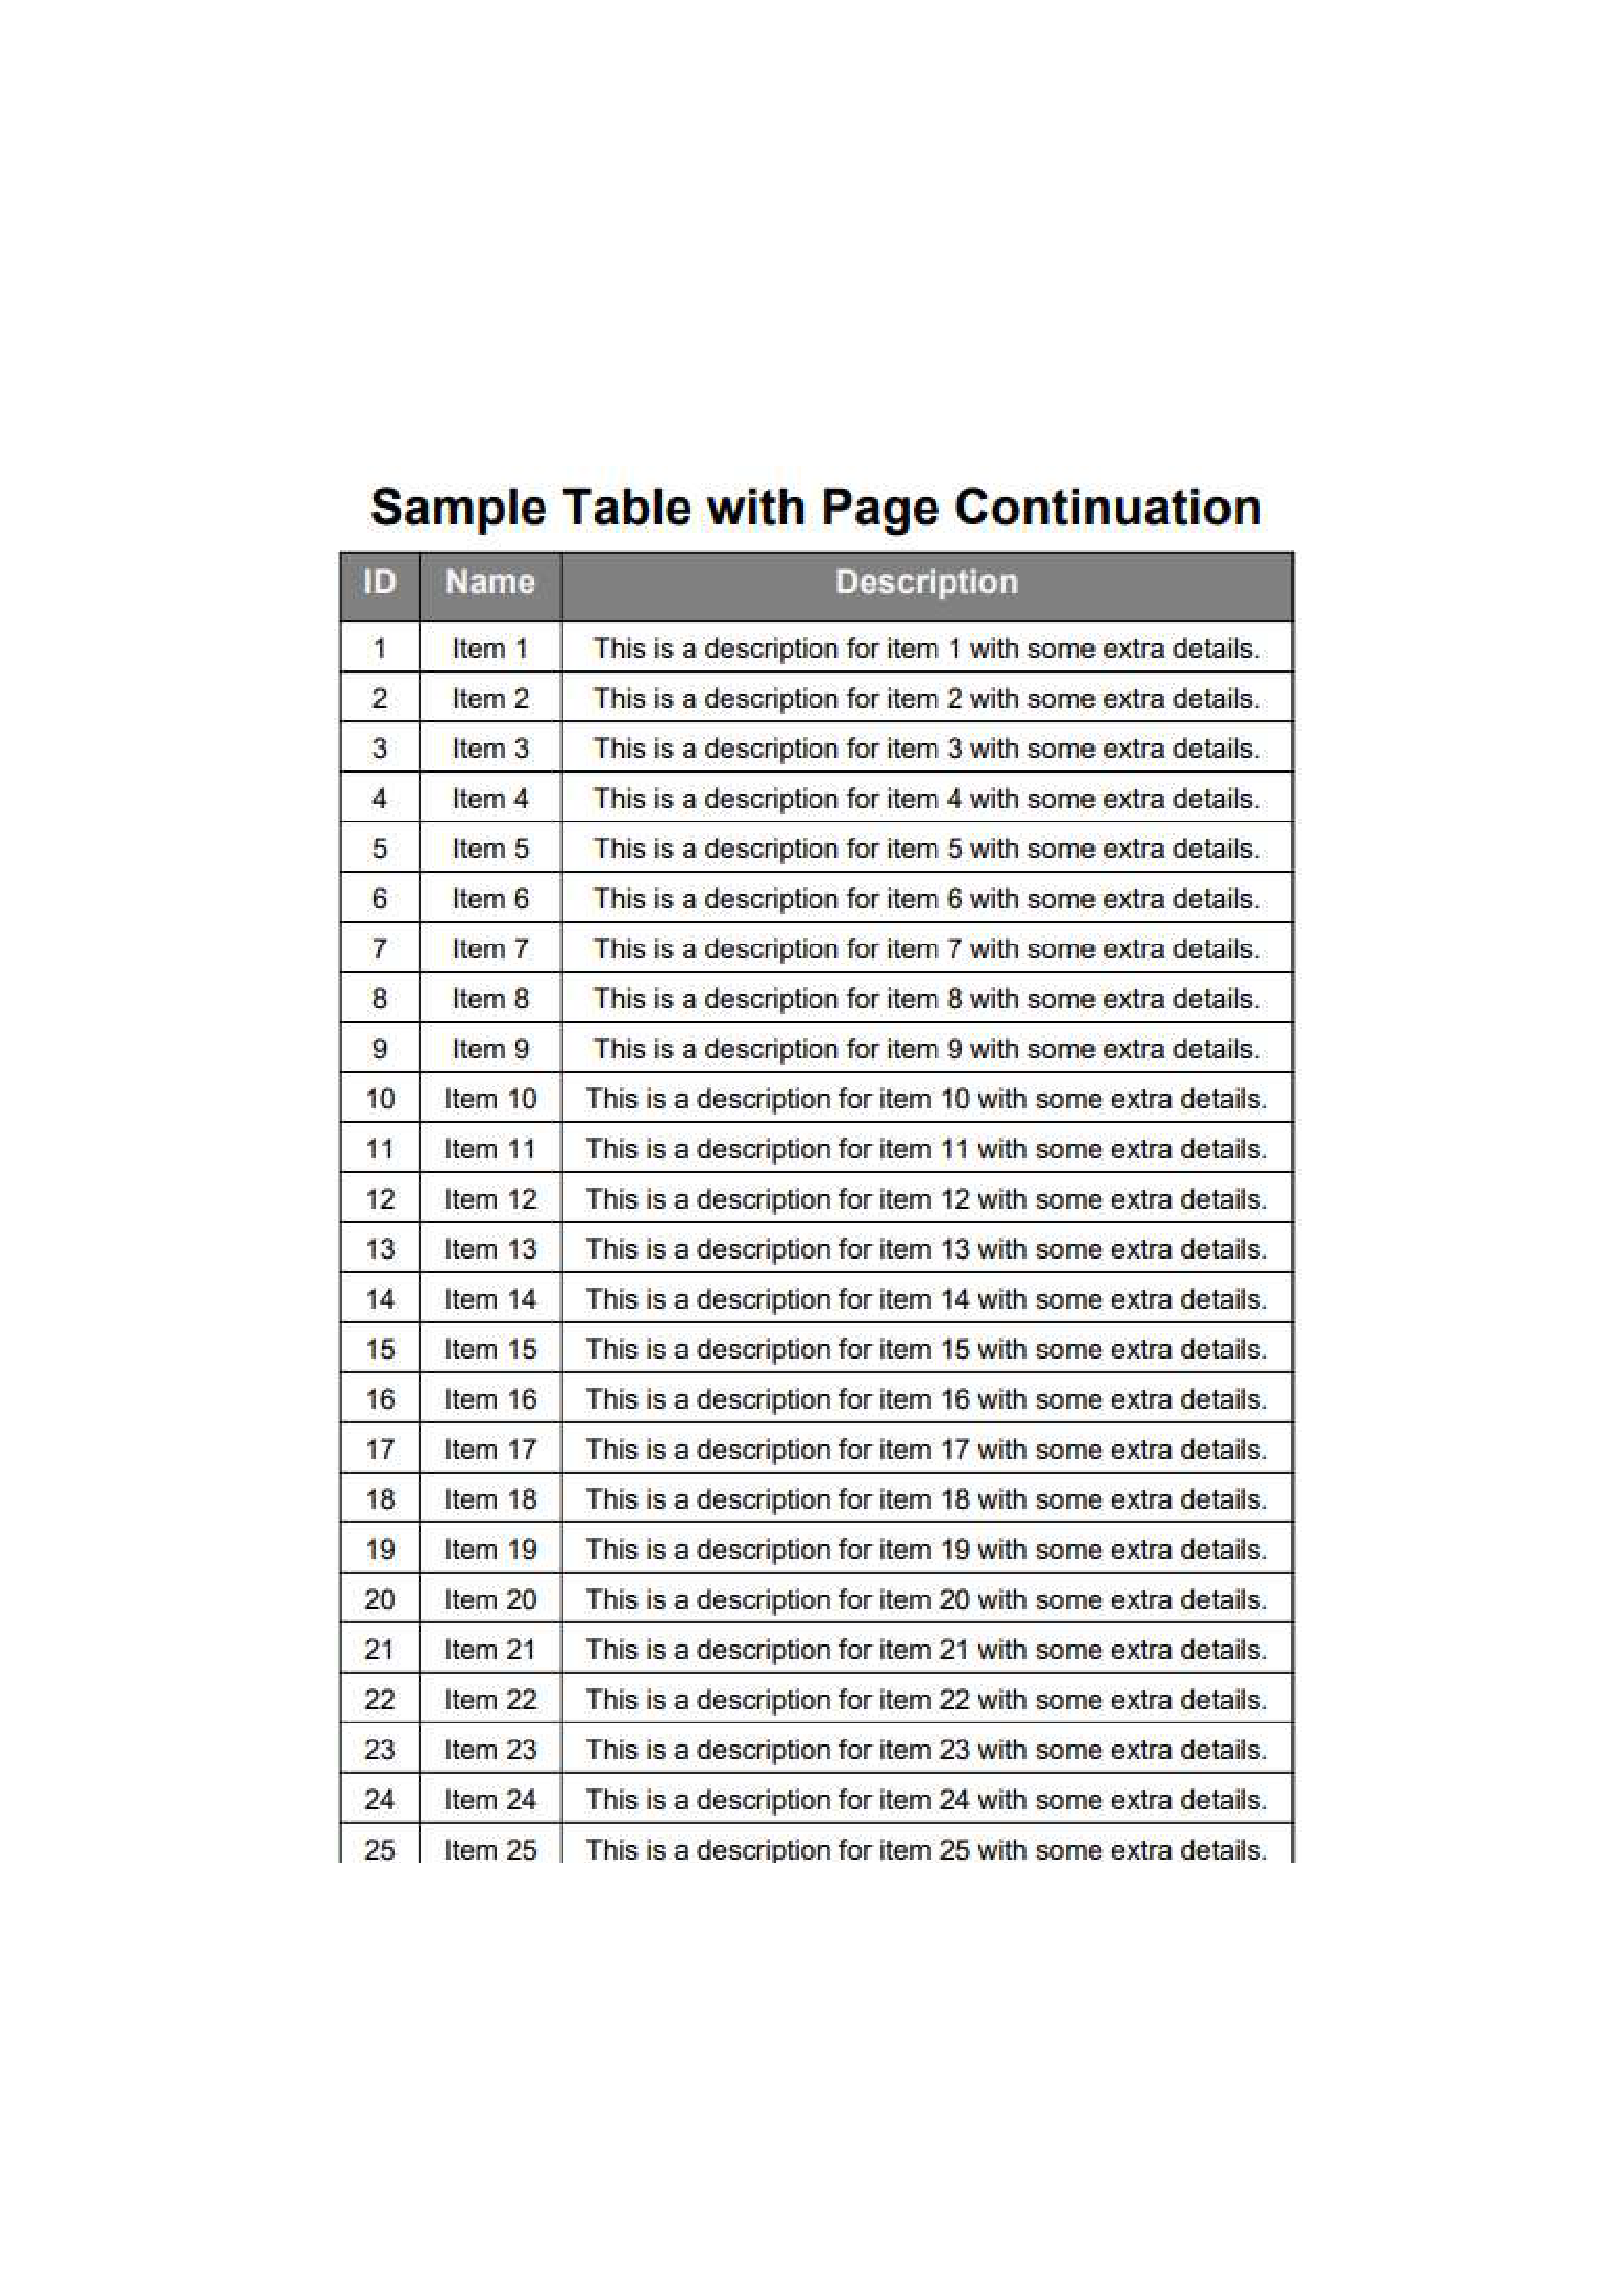 Sample Table with Page Continuation
ID Name Description
1 Item 1 This is a description for item 1 with some extra details.
2 Item 2 This is a description for item 2 with some extra details.
3 Item 3 This is a description for item 3 with some extra details.
4 Item 4 This is a description for item 4 with some extra details.
5 Item 5 This is a description for item 5 with some extra details.
6 Item 6 This is a description for item 6 with some extra details.
7 Item 7 This is a description for item 7 with some extra details.
8 Item 8 This is a description for item 8 with some extra details.
9 Item 9 This is a description for item 9 with some extra details.
10 Item 10 This is a description for item 10 with some extra details.
11 Item 11 This is a description for item 11 with some extra details.
12 Item 12 This is a description for item 12 with some extra details.
13 Item 13 This is a description for item 13 with some extra details.
14 Item 14 This is a description for item 14 with some extra details.
15 Item 15 This is a description for item 15 with some extra details.
16 Item 16 This is a description for item 16 with some extra details.
17 Item 17 This is a description for item 17 with some extra details.
18 Item 18 This is a description for item 18 with some extra details.
19 Item 19 This is a description for item 19 with some extra details.
20 Item 20 This is a description for item 20 with some extra details.
21 Item 21 This is a description for item 21 with some extra details.
22 Item 22 This is a description for item 22 with some extra details.
23 Item 23 This is a description for item 23 with some extra details.
24 Item 24 This is a description for item 24 with some extra details.
25 Item 25 This is a description for item 25 with some extra details.